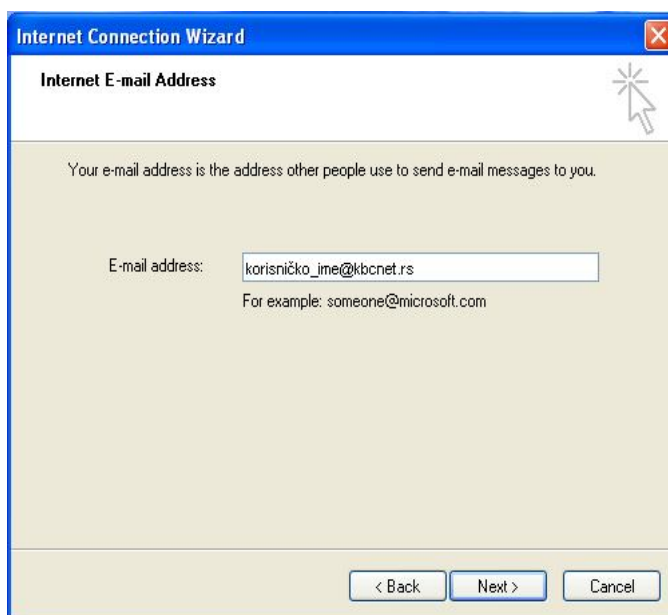 Internet Connection Wizard
Internet E-mail Address
Your e-mail address is the address other people use to send e-mail messages to you.
E-mail address: korisničko_ime@kbcnet.rs
For example: someone@microsoft.com
< Back Next > Cancel